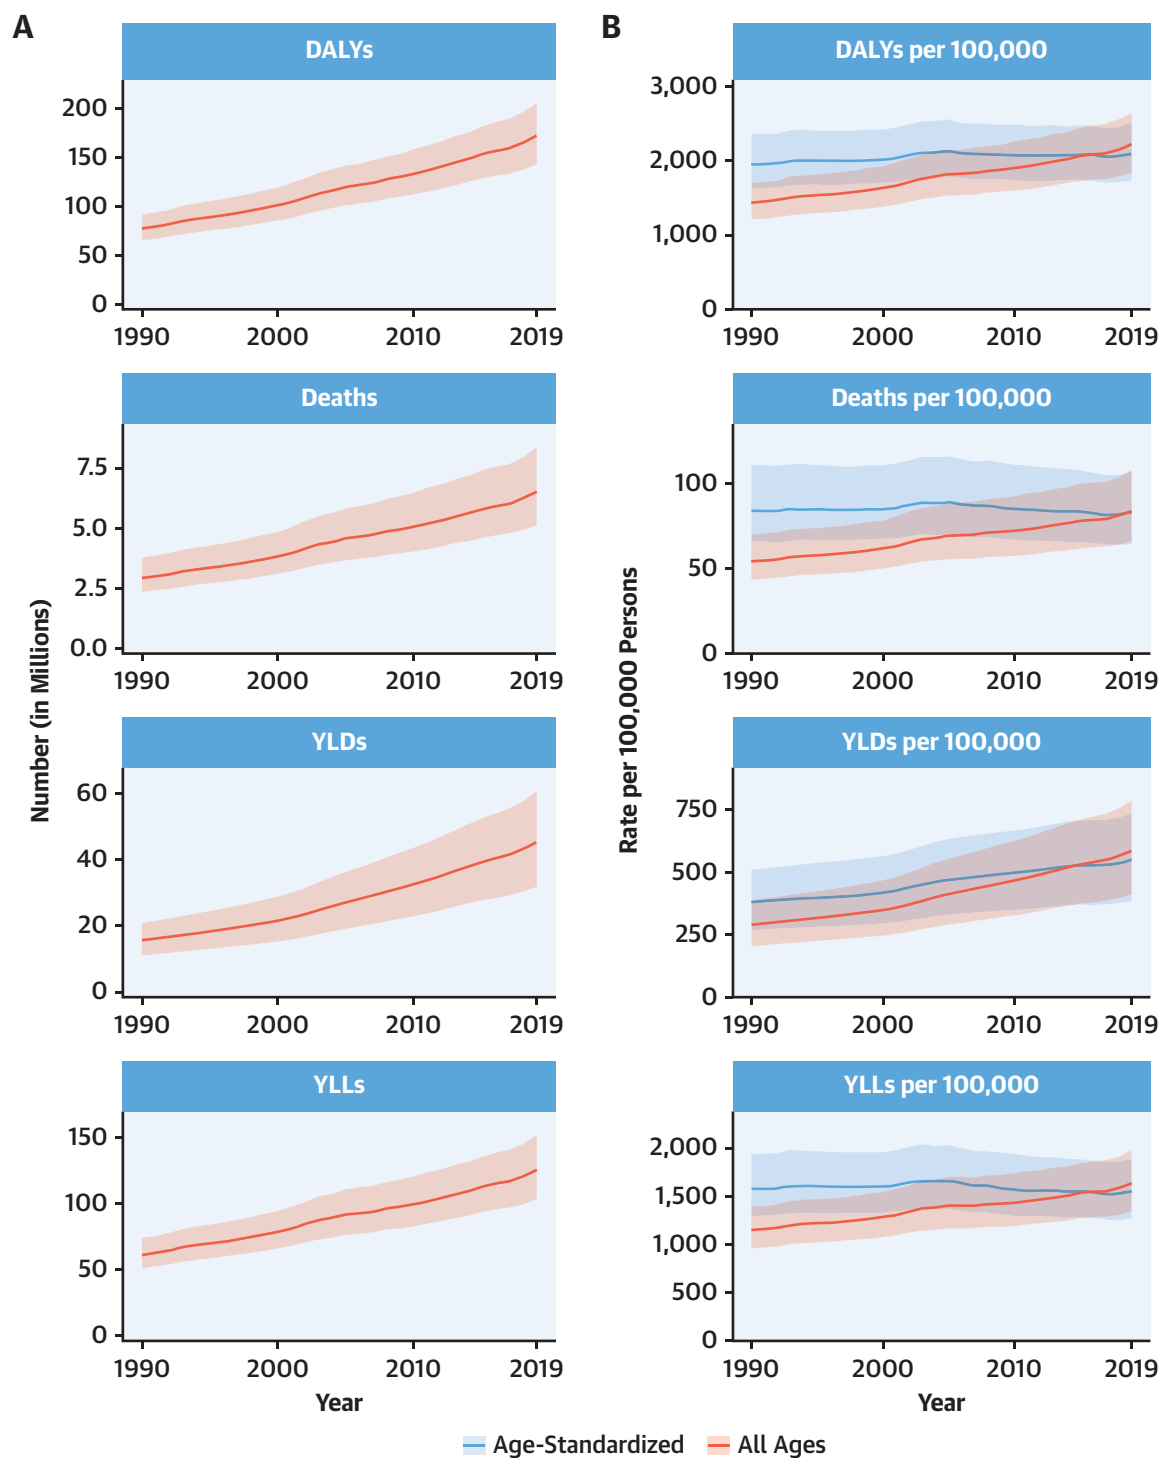 A
DALYs
200
150
100
50
0
1990 2000 2010 2019
Deaths
7.5
5.0
2.5
0.0
1990 2000 2010 2019
YLDs
60
40
20
0
1990 2000 2010 2019
YLLs
150
100
50
0
1990 2000 2010 2019
Number (in Millions)
Year
B
DALYs per 100,000
3,000
2,000
1,000
0
1990 2000 2010 2019
Deaths per 100,000
100
50
0
1990 2000 2010 2019
YLDs per 100,000
750
500
250
0
1990 2000 2010 2019
YLLs per 100,000
2,000
1,500
1,000
500
0
1990 2000 2010 2019
Rate per 100,000 Persons
Year
Age-Standardized All Ages